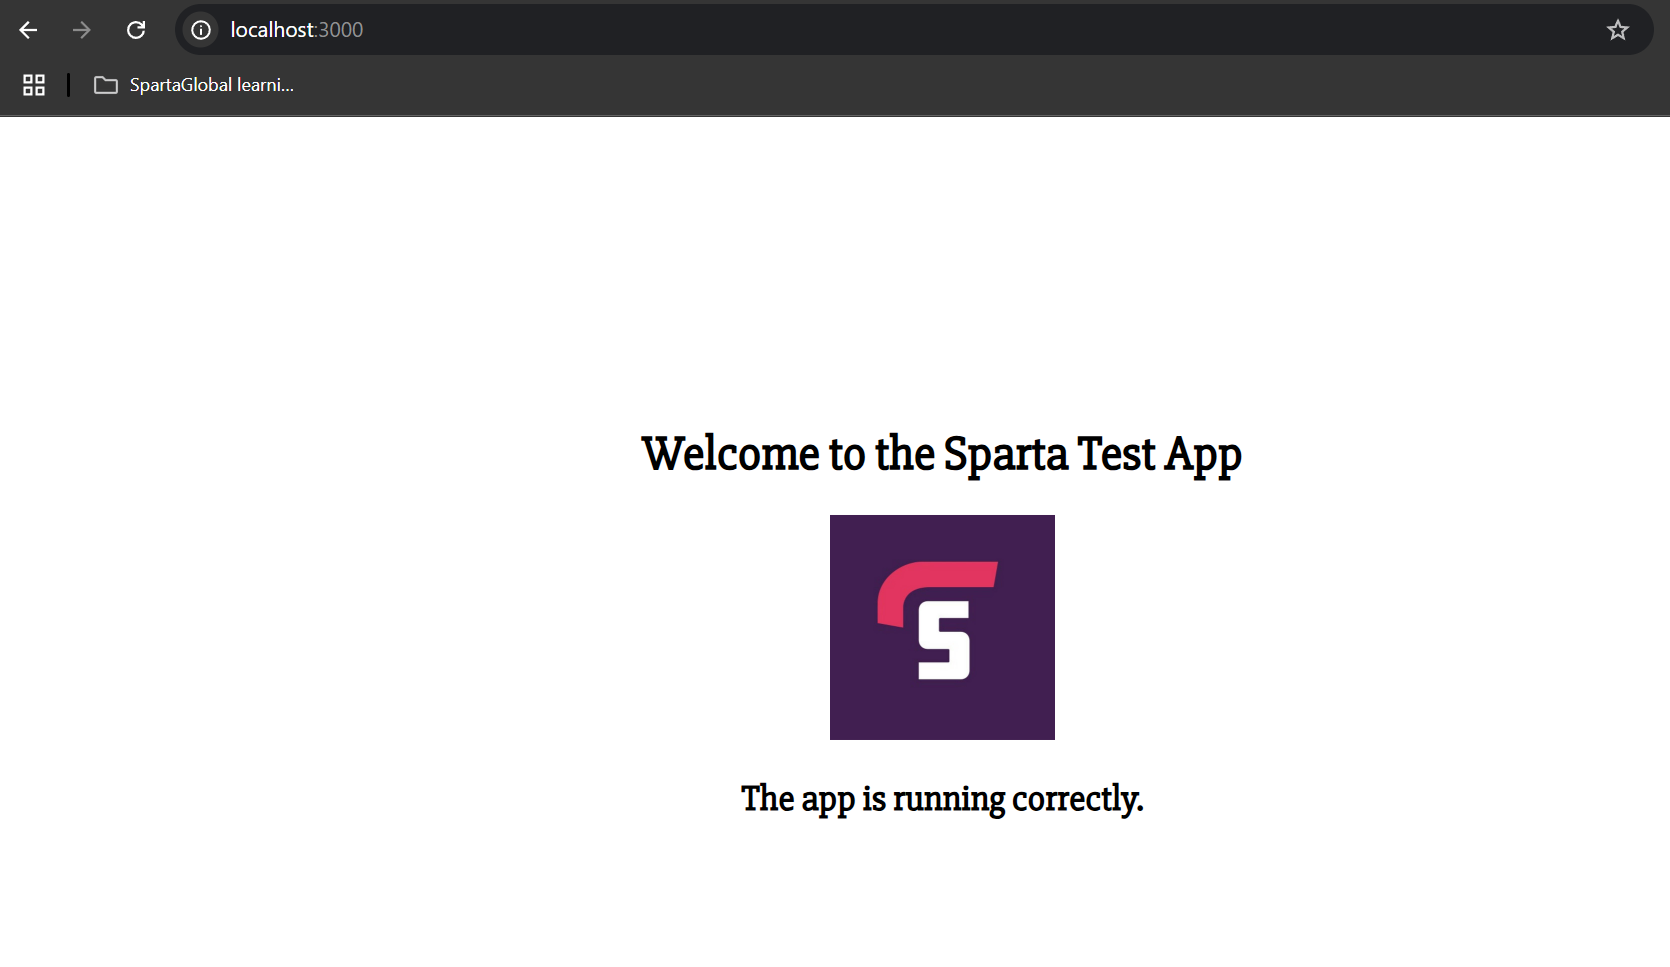 localhost:3000
SpartaGlobal learni...
Welcome to the Sparta Test App
S
The app is running correctly.